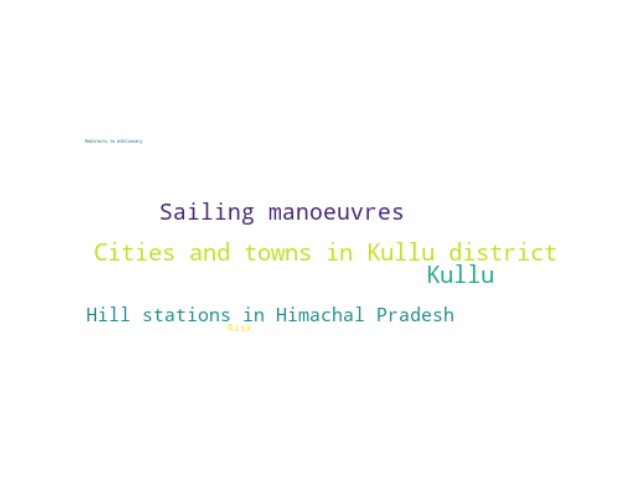 Redirects to Wiktionary
Sailing manoeuvres
Cities and towns in Kullu district
Kullu
Hill stations in Himachal Pradesh
Risk